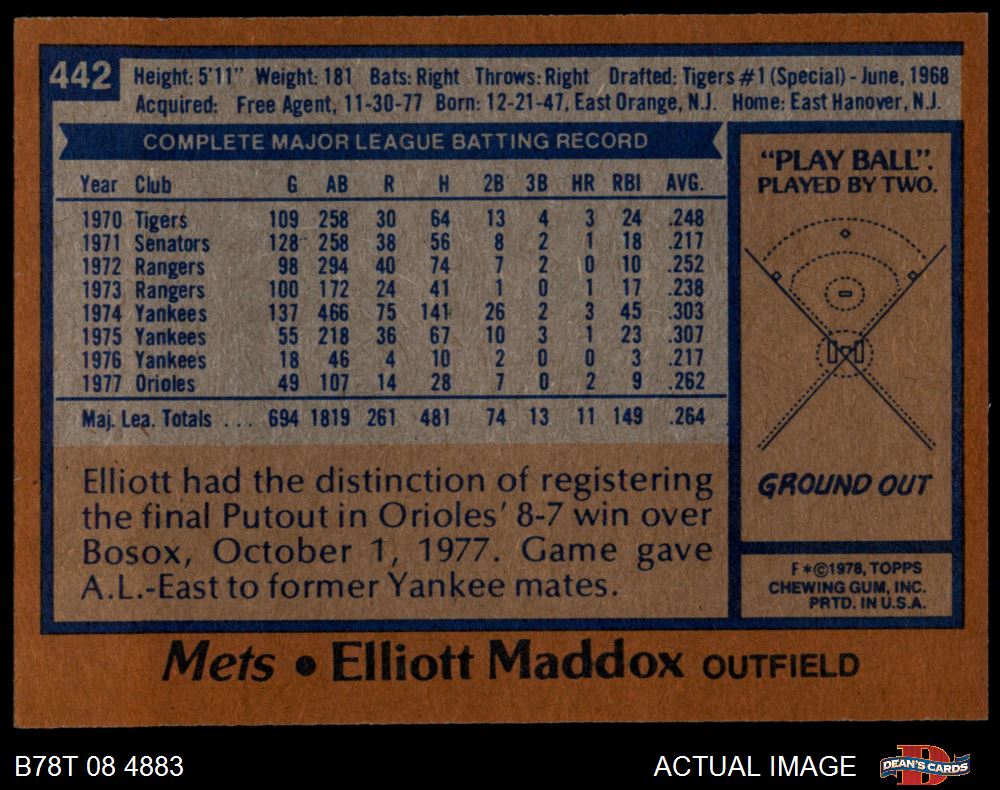 442
Height: 5'11" Weight: 181 Bats: Right Throws: Right Drafted: Tigers #1 (Special) - June, 1968
Acquired: Free Agent, 11-30-77 Born: 12-21-47, East Orange, N.J. Home: East Hanover, N.J.
COMPLETE MAJOR LEAGUE BATTING RECORD
Year Club G AB R H 2B 3B HR RBI AVG.
1970 Tigers 109 258 30 64 13 4 3 24 .248
1971 Senators 128 258 38 56 8 2 1 18 .217
1972 Rangers 98 294 40 74 7 2 0 10 .252
1973 Rangers 100 172 24 41 1 0 1 17 .238
1974 Yankees 137 466 75 141 26 2 3 45 .303
1975 Yankees 55 218 36 67 10 3 1 23 .307
1976 Yankees 18 46 4 10 2 0 0 3 .217
1977 Orioles 49 107 14 28 7 0 2 9 .262
Maj. Lea. Totals . . . 694 1819 261 481 74 13 11 149 .264
Elliott had the distinction of registering
the final Putout in Orioles' 8-7 win over
Bosox, October 1, 1977. Game gave
A.L.-East to former Yankee mates.
"PLAY BALL".
PLAYED BY TWO.
GROUND OUT
F *©1978, TOPPS
CHEWING GUM, INC.
PRTD. IN U.S.A.
Mets • Elliott Maddox OUTFIELD
B78T 08 4883
ACTUAL IMAGE
D
DEAN'S CARDS